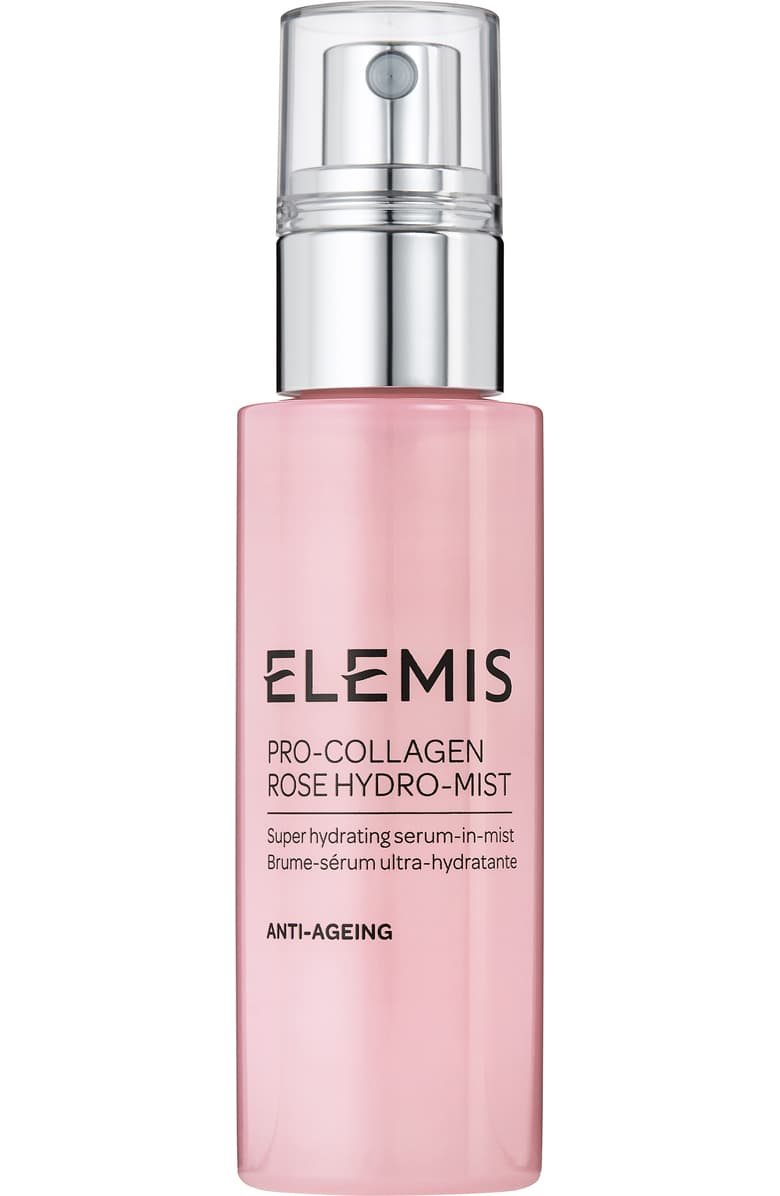 ELEMIS
PRO-COLLAGEN
ROSE HYDRO-MIST
Super hydrating serum-in-mist
Brume-sérum ultra-hydratante
ANTI-AGEING